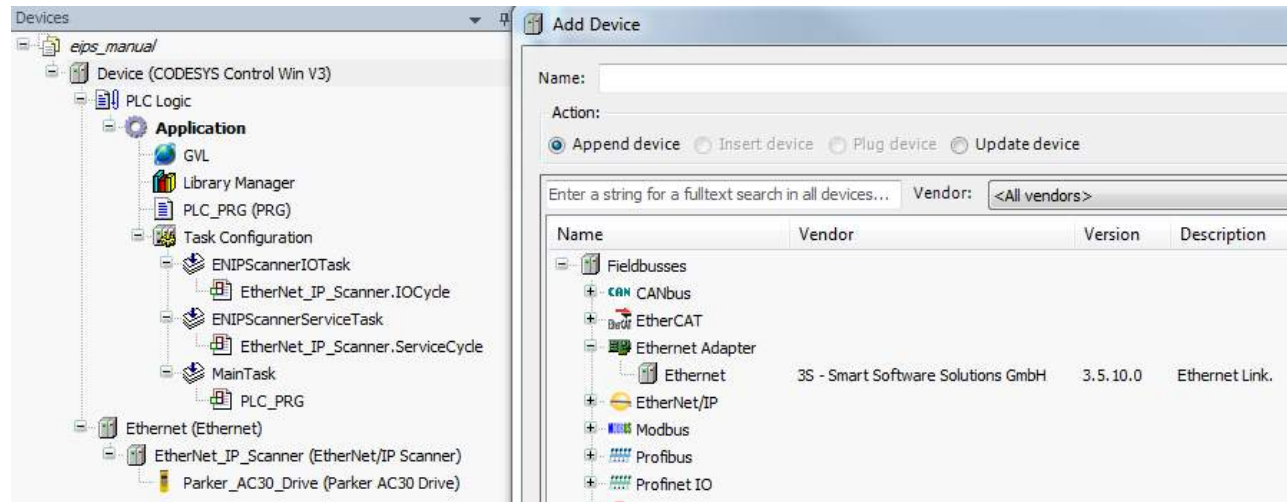 Devices
eips_manual
Device (CODESYS Control Win V3)
PLC Logic
Application
GVL
Library Manager
PLC_PRG (PRG)
Task Configuration
ENIPScannerIOTask
EtherNet_IP_Scanner.IOCycle
ENIPScannerServiceTask
EtherNet_IP_Scanner.ServiceCycle
MainTask
PLC_PRG
Ethernet (Ethernet)
EtherNet_IP_Scanner (EtherNet/IP Scanner)
Parker_AC30_Drive (Parker AC30 Drive)
Add Device
Name:
Action:
Append device Insert device Plug device Update device
Enter a string for a fulltext search in all devices... Vendor: <All vendors>
Name Vendor Version Description
Fieldbusses
CAN CANbus
EtherCAT
Ethernet Adapter
Ethernet 3S - Smart Software Solutions GmbH 3.5.10.0 Ethernet Link.
EtherNet/IP
Modbus
Profibus
Profinet IO